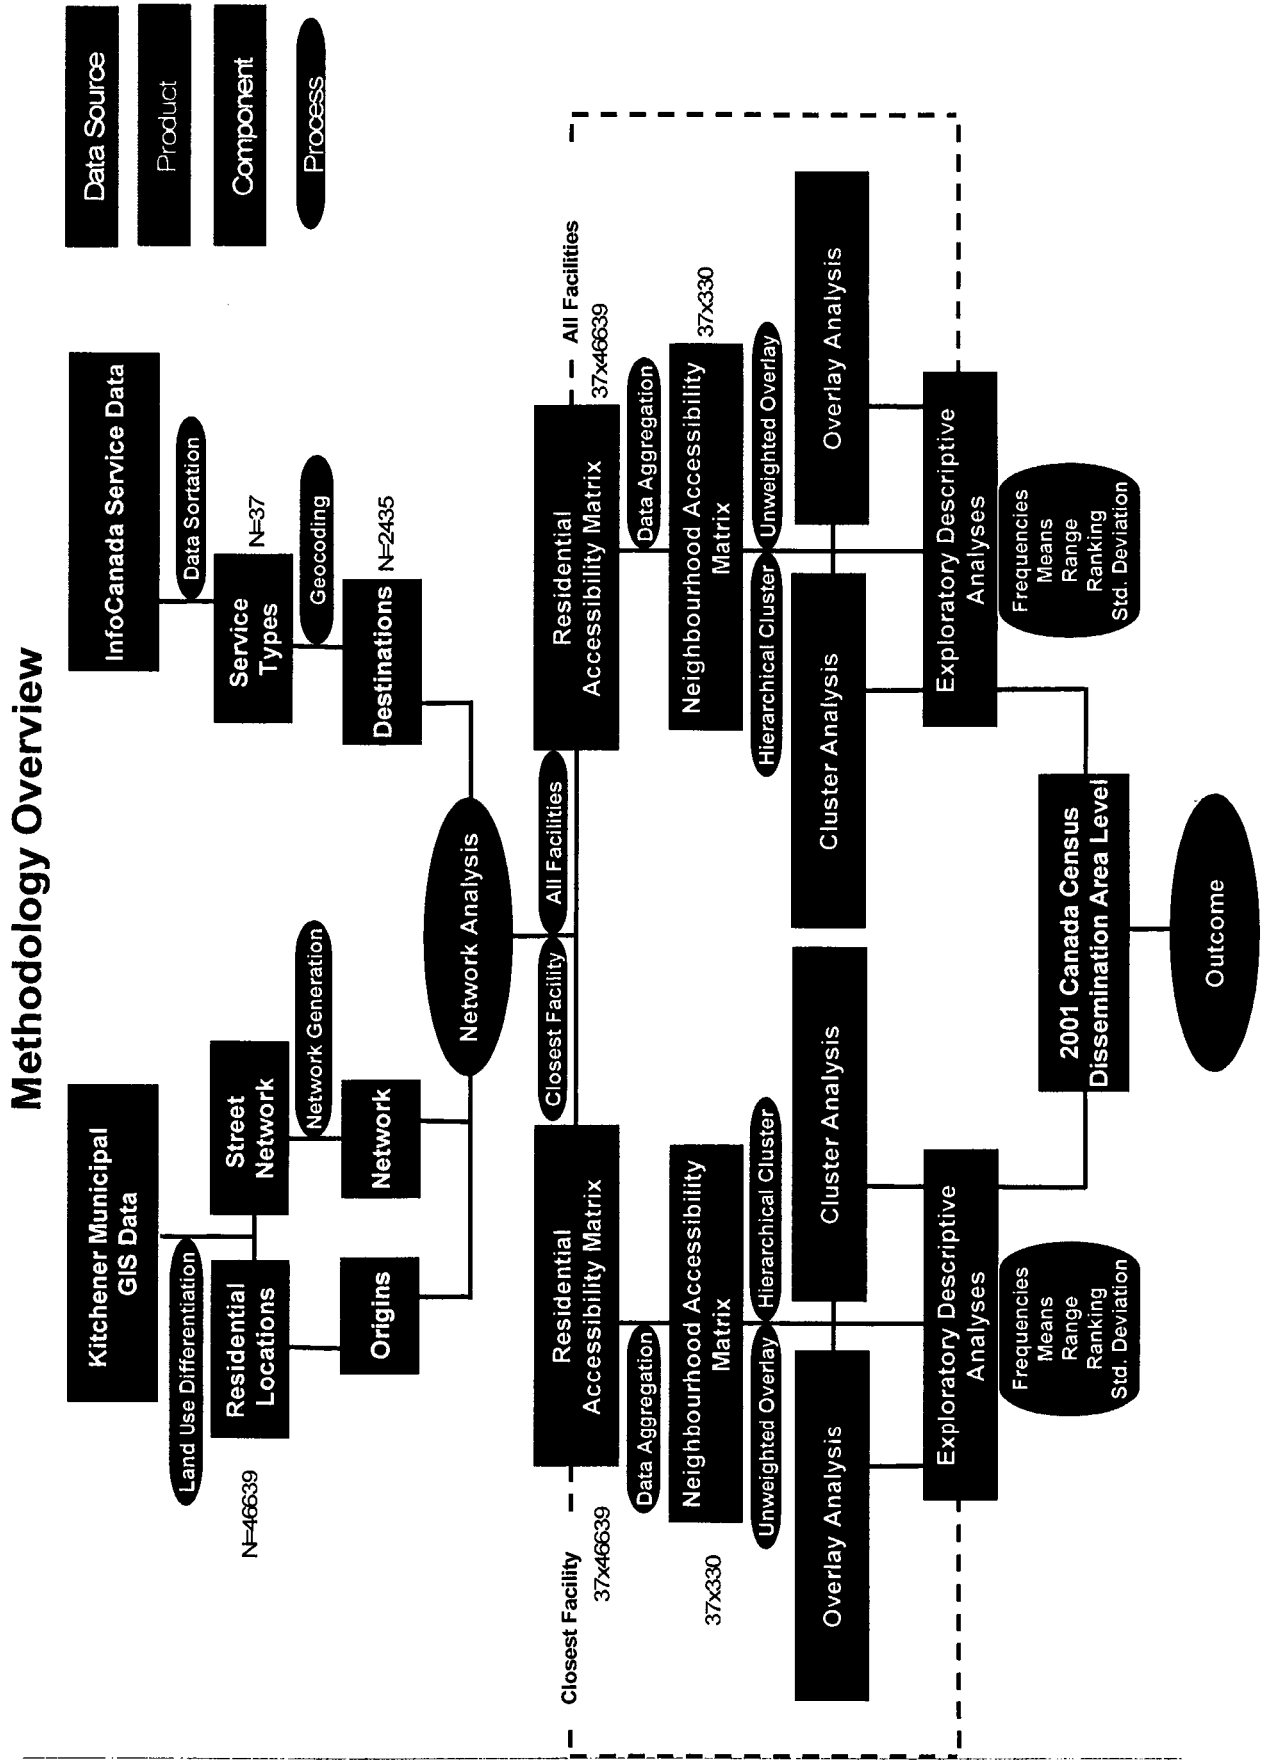 Methodology Overview
Data Source
Product
Component
Process
Kitchener Municipal
GIS Data
InfoCanada Service Data
Land Use Differentiation
Data Sortation
N=46639
Residential
Locations
Street
Network
Service
Types
N=37
Network Generation
Geocoding
Origins
Network
Destinations
N=2435
Network Analysis
Closest Facility
All Facilities
Closest Facility
All Facilities
37x46639
Residential
Accessibility Matrix
Residential
Accessibility Matrix
37x46639
Data Aggregation
Data Aggregation
37x330
Neighbourhood Accessibility
Matrix
Neighbourhood Accessibility
Matrix
37x330
Unweighted Overlay
Hierarchical Cluster
Hierarchical Cluster
Unweighted Overlay
Overlay Analysis
Cluster Analysis
Cluster Analysis
Overlay Analysis
Exploratory Descriptive
Analyses
Exploratory Descriptive
Analyses
Frequencies
Means
Range
Ranking
Std. Deviation
Frequencies
Means
Range
Ranking
Std. Deviation
2001 Canada Census
Dissemination Area Level
Outcome